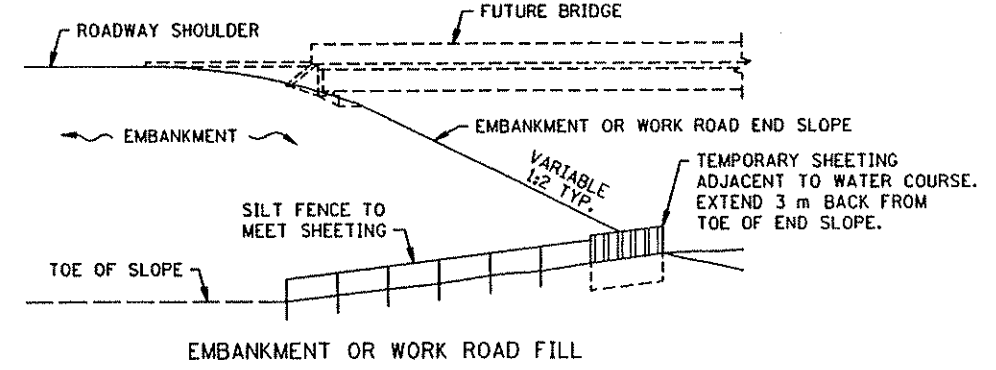 FUTURE BRIDGE
ROADWAY SHOULDER
EMBANKMENT
EMBANKMENT OR WORK ROAD END SLOPE
VARIABLE
1:2 TYP.
TEMPORARY SHEETING
ADJACENT TO WATER COURSE.
EXTEND 3 m BACK FROM
TOE OF END SLOPE.
SILT FENCE TO
MEET SHEETING
TOE OF SLOPE
EMBANKMENT OR WORK ROAD FILL